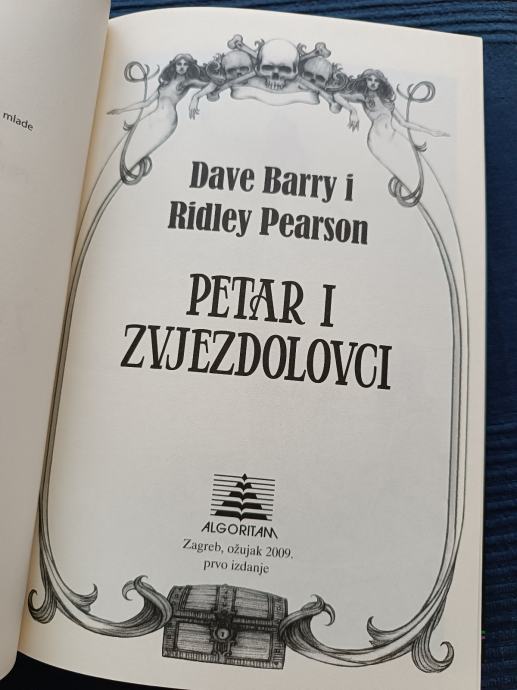 mlade
Dave Barry i
Ridley Pearson
PETAR I
ZVJEZDOLOVCI
ALGORITAM
Zagreb, ožujak 2009.
prvo izdanje